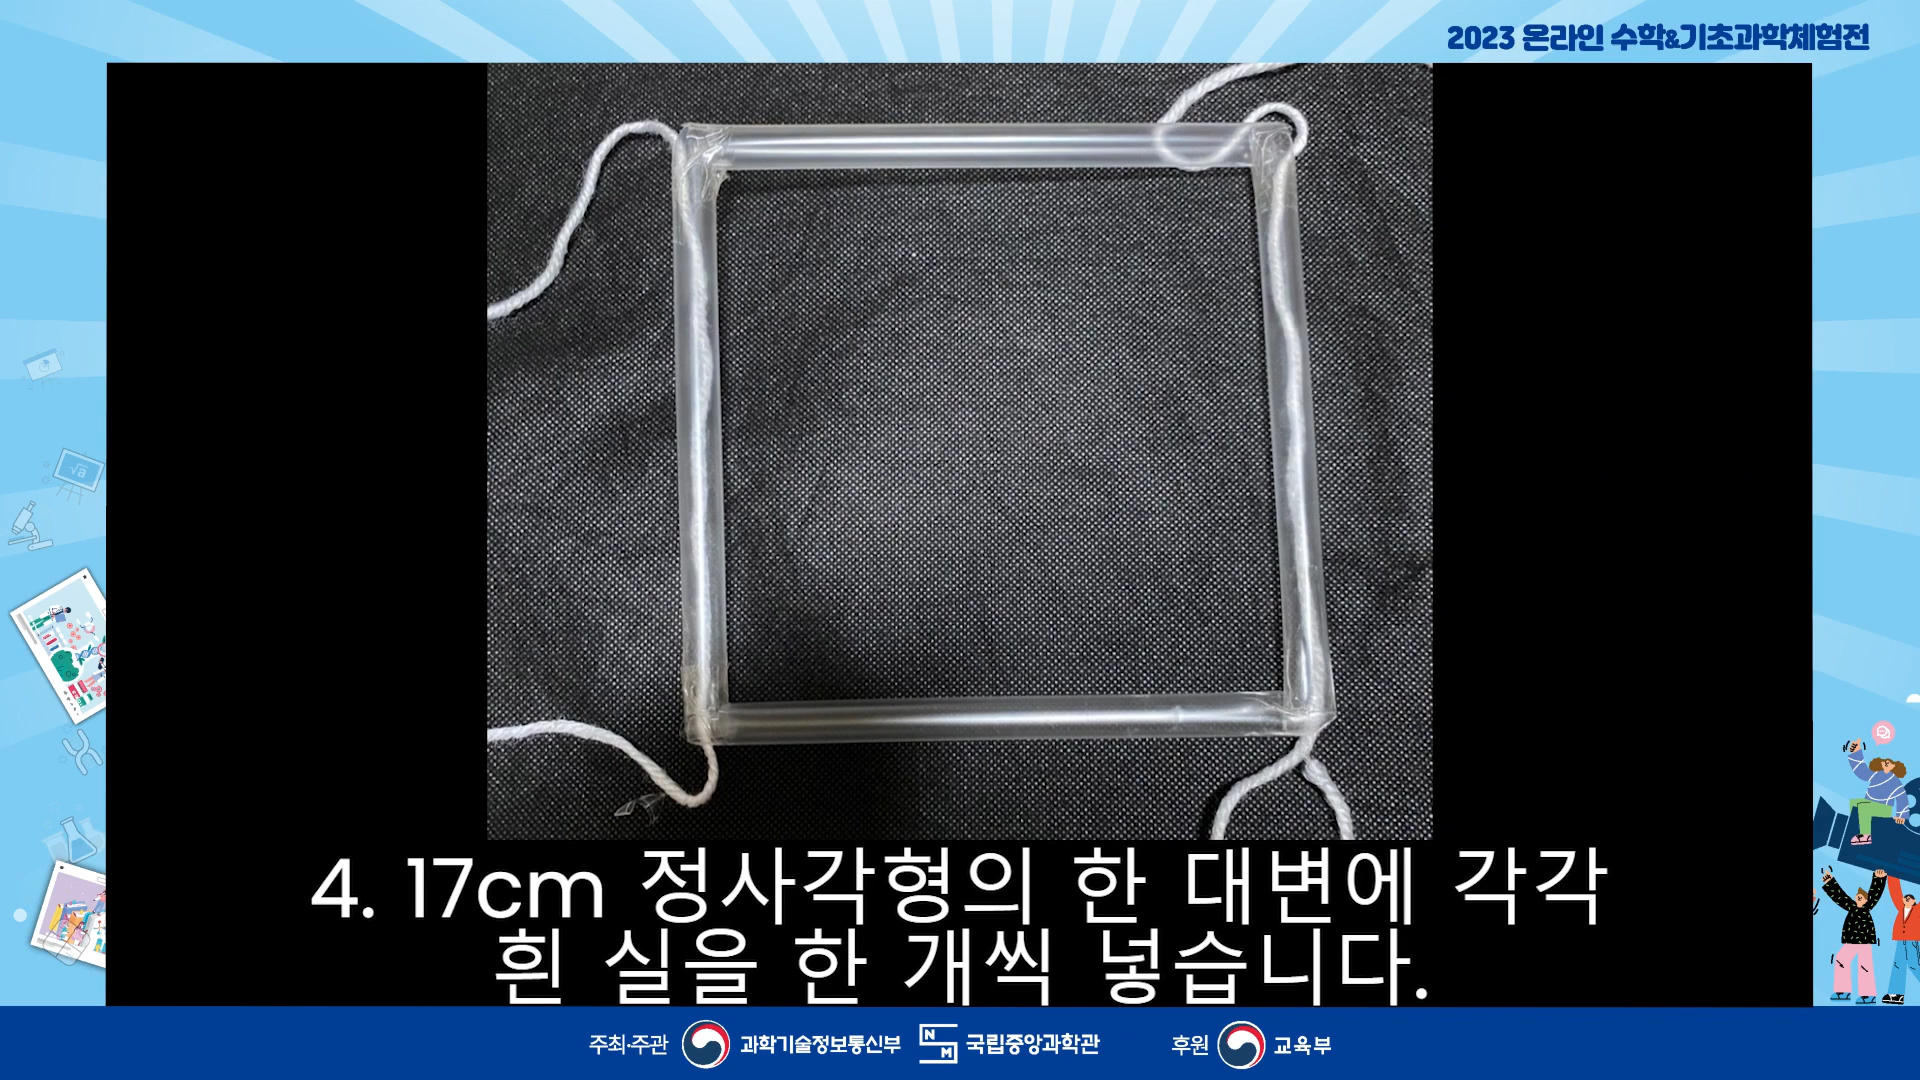 2023 온라인 수학&기초과학체험전
4. 17cm 정사각형의 한 대변에 각각
흰 실을 한 개씩 넣습니다.
주최·주관 과학기술정보통신부 NSM 국립중앙과학관 후원 교육부